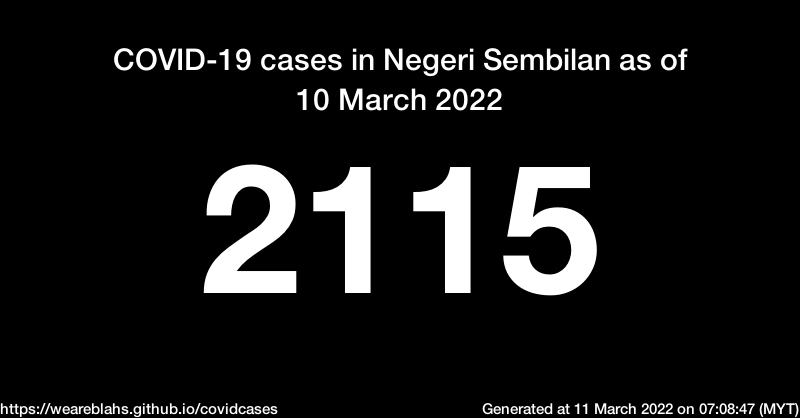 COVID-19 cases in Negeri Sembilan as of
10 March 2022
2115
https://weareblahs.github.io/covidcases
Generated at 11 March 2022 on 07:08:47 (MYT)